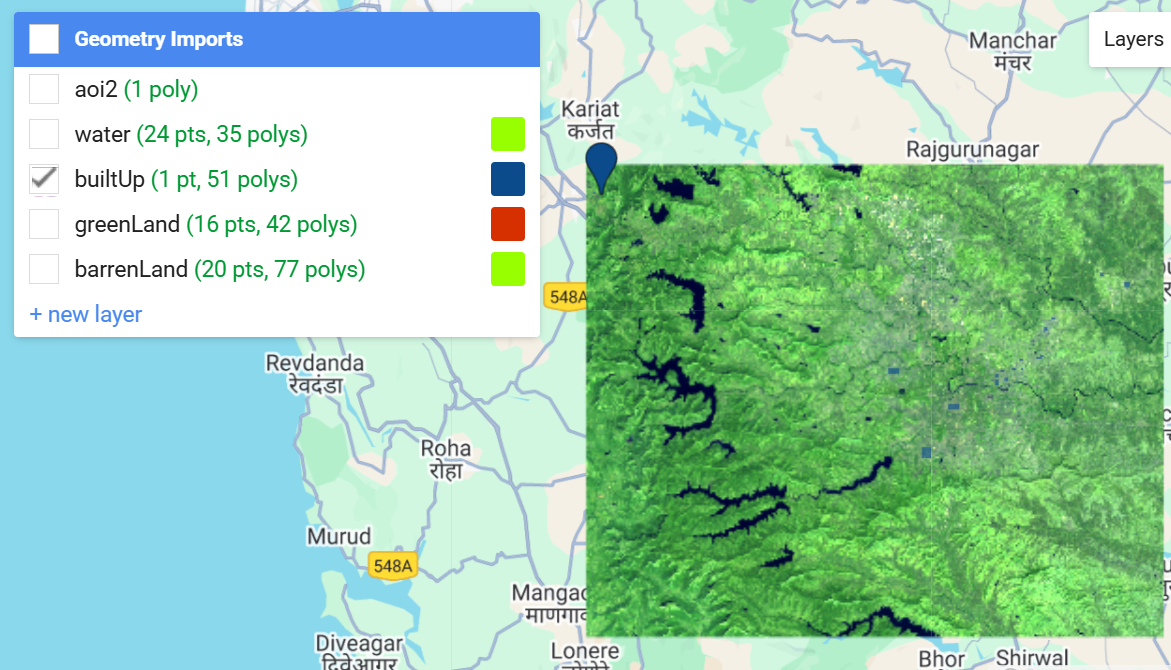 Geometry Imports
aoi2 (1 poly)
water (24 pts, 35 polys)
builtUp (1 pt, 51 polys)
greenLand (16 pts, 42 polys)
barrenLand (20 pts, 77 polys)
+ new layer
Layers
Manchar
मंचर
Kariat
कर्जत
Rajgurunagar
548A
Revdanda
रेवदंडा
Roha
रोहा
Murud
548A
Diveagar
दिवेआगर
Lonere
Bhor
Shirwal